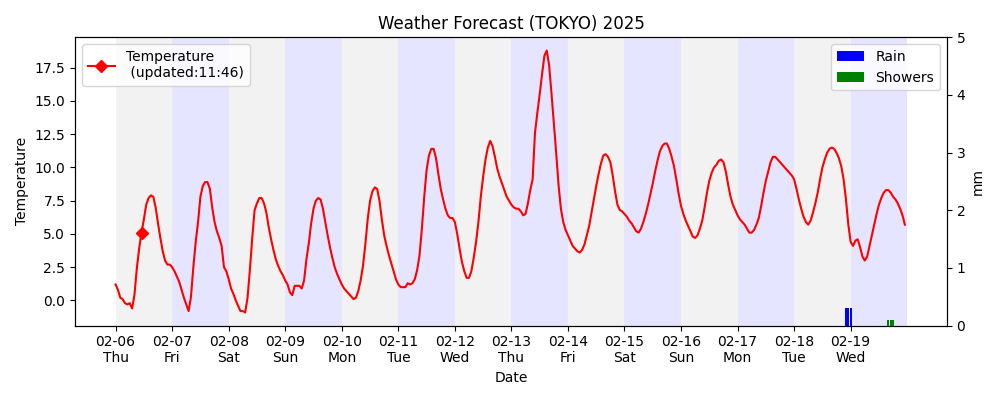 Weather Forecast (TOKYO) 2025
Temperature
(updated:11:46)
Rain
Showers
Temperature
17.5
15.0
12.5
10.0
7.5
5.0
2.5
0.0
5
4
3
2
1
0
mm
02-06 02-07 02-08 02-09 02-10 02-11 02-12 02-13 02-14 02-15 02-16 02-17 02-18 02-19
Thu Fri Sat Sun Mon Tue Wed Thu Fri Sat Sun Mon Tue Wed
Date